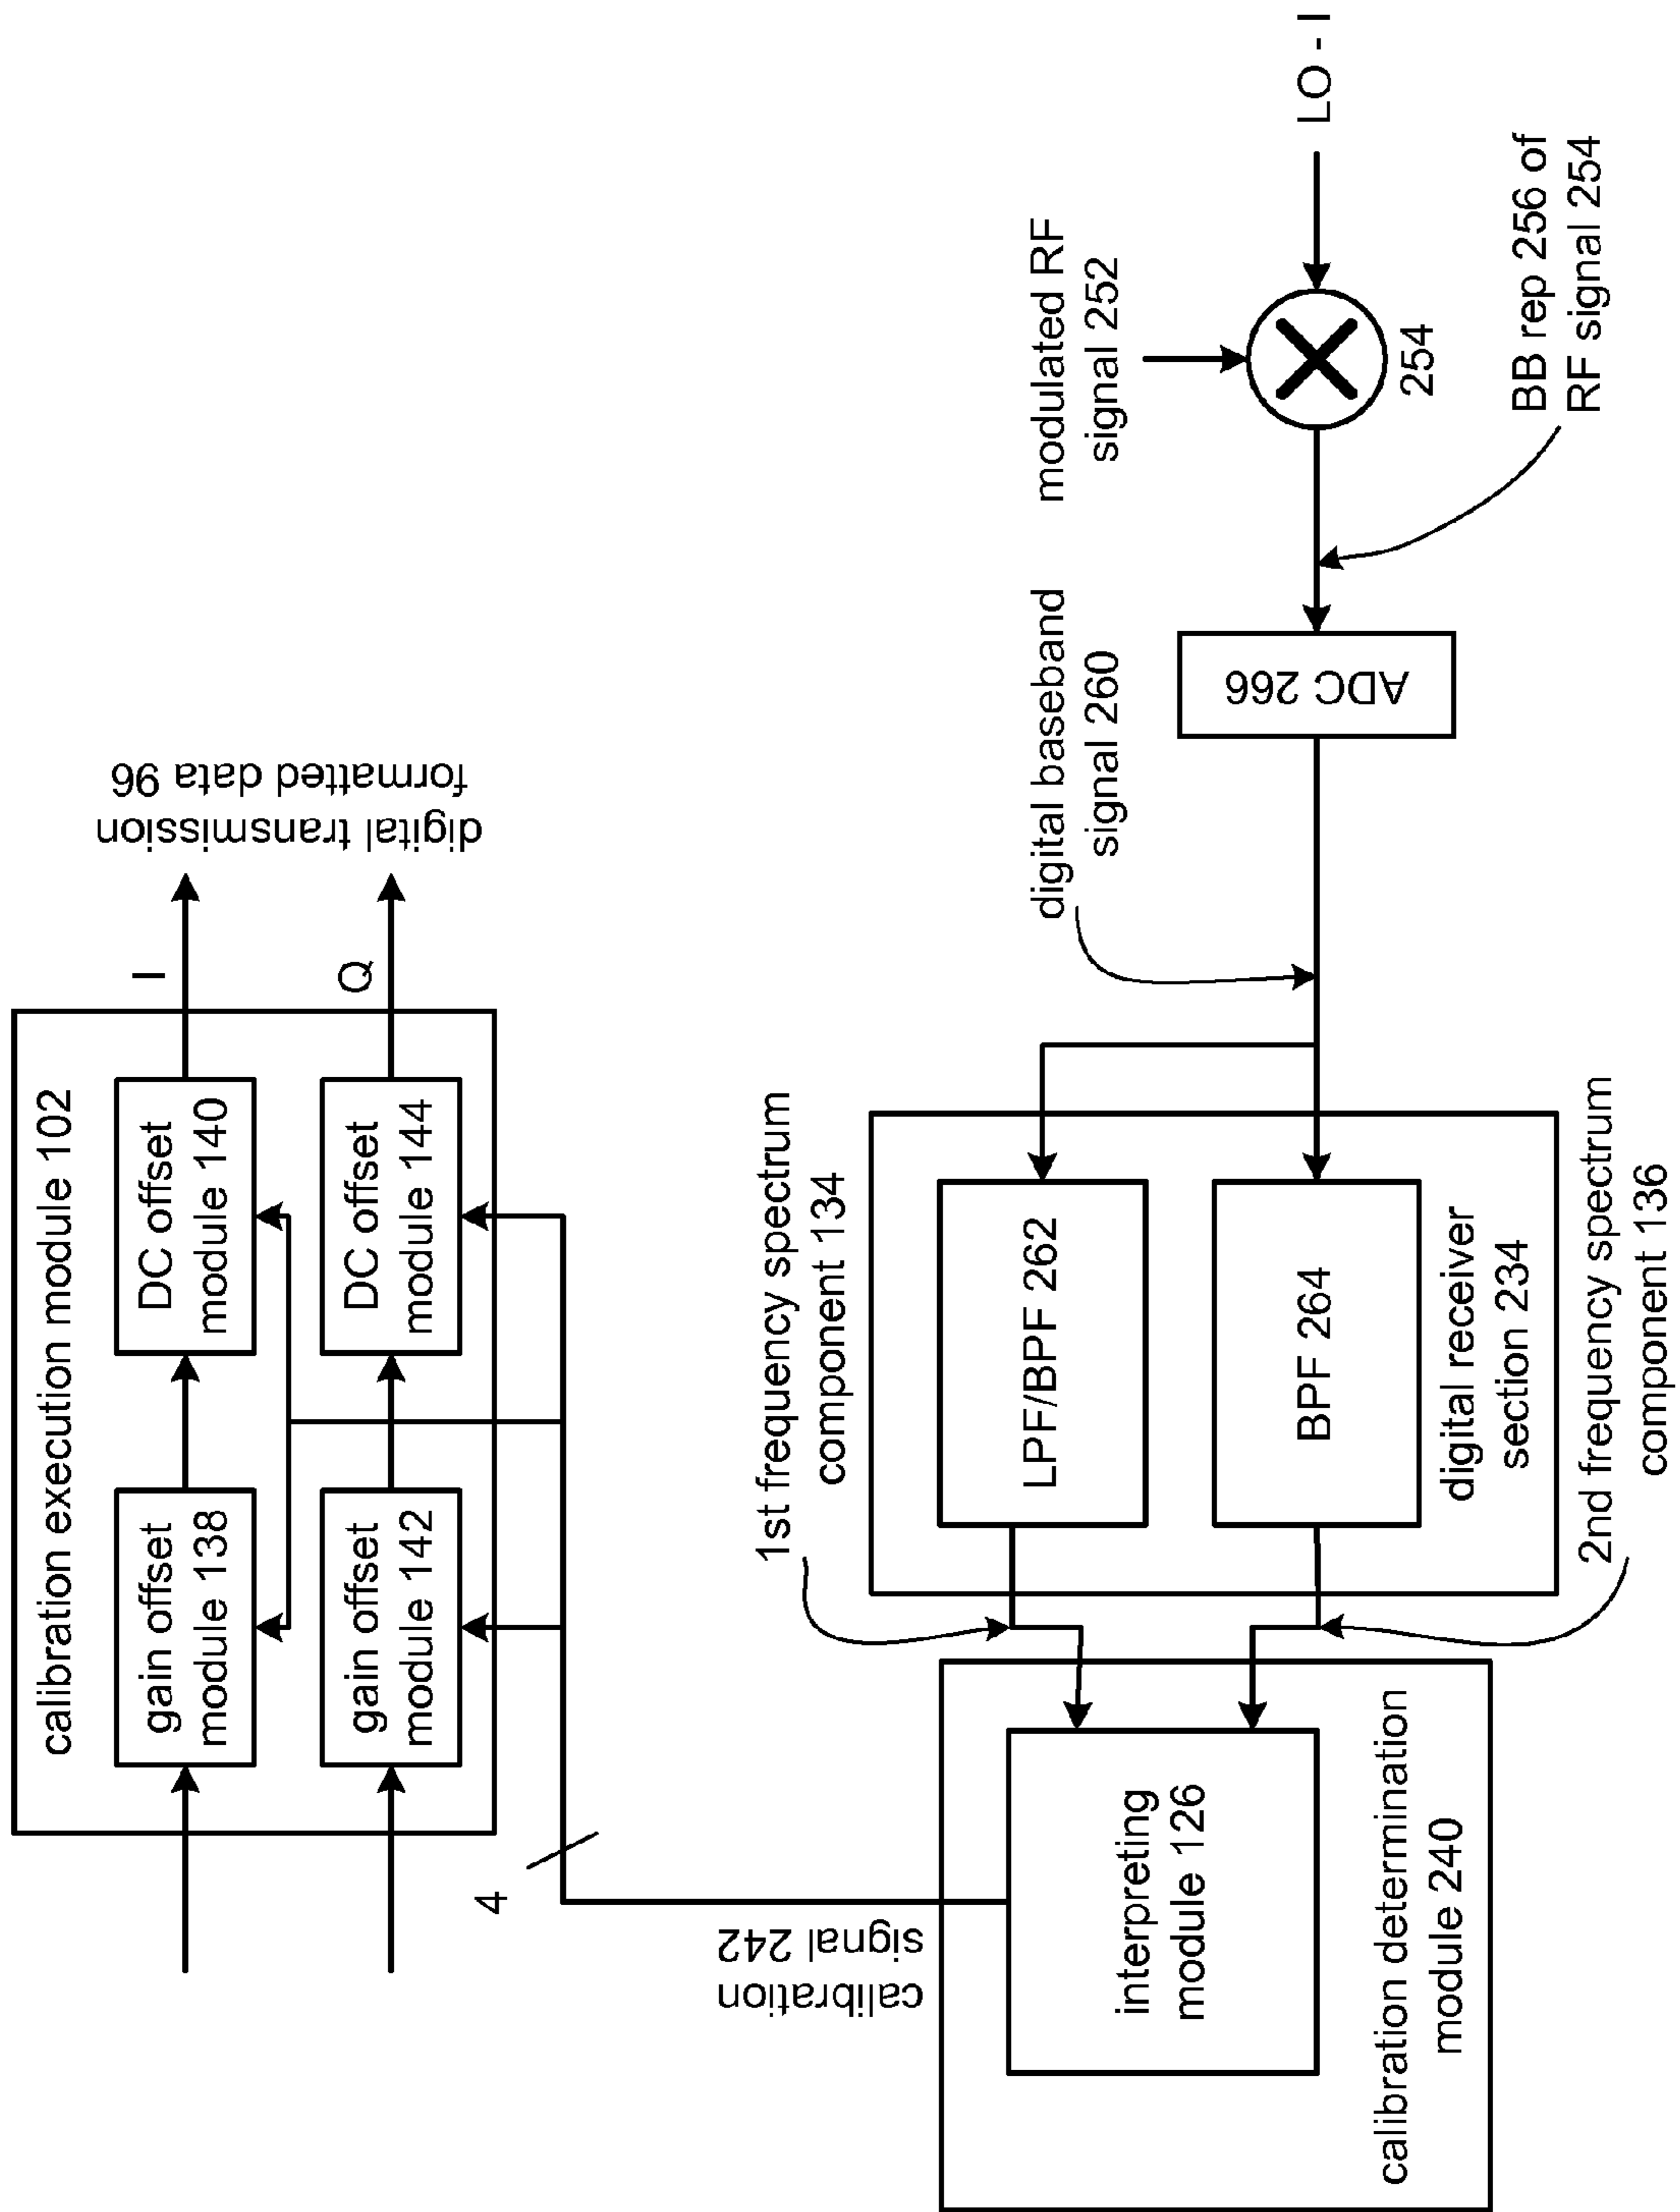 calibration execution module 102
gain offset
module 138
DC offset
module 140
gain offset
module 142
DC offset
module 144
I
Q
digital transmission
formatted data 96
4
calibration
signal 242
interpreting
module 126
calibration determination
module 240
1st frequency spectrum
component 134
LPF/BPF 262
BPF 264
digital receiver
section 234
2nd frequency spectrum
component 136
digital baseband
signal 260
ADC 266
modulated RF
signal 252
254
LO - I
BB rep 256 of
RF signal 254